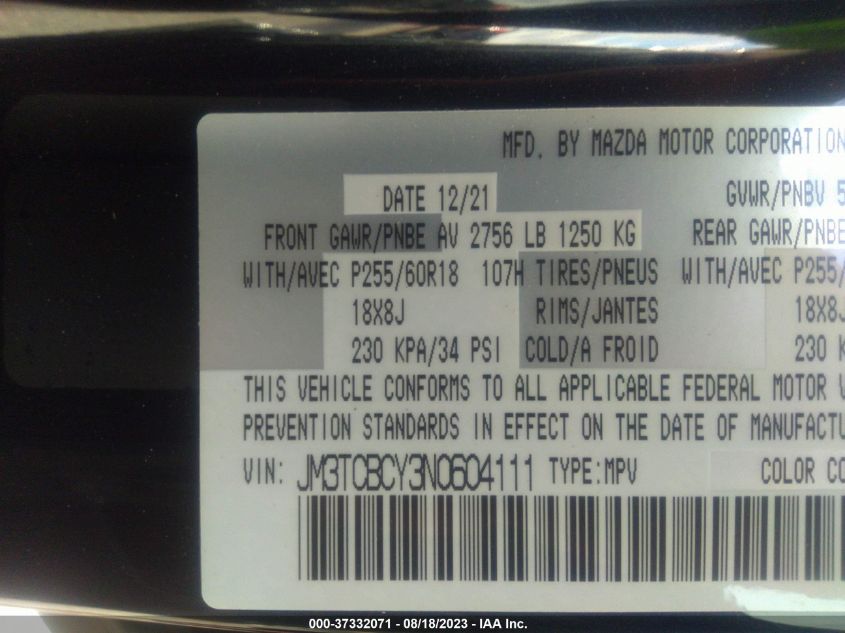 MFD. BY MAZDA MOTOR CORPORATION
DATE 12/21 GVWR/PNBV 5
FRONT GAWR/PNBE AV 2756 LB 1250 KG REAR GAWR/PNBE
WITH/AVEC P255/60R18 107H TIRES/PNEUS WITH/AVEC P255/
18X8J RIMS/JANTES 18X8J
230 KPA/34 PSI COLD/A FROID 230 K
THIS VEHICLE CONFORMS TO ALL APPLICABLE FEDERAL MOTOR V
PREVENTION STANDARDS IN EFFECT ON THE DATE OF MANUFACTU
VIN: JM3TCBCY3N0604111 TYPE:MPV COLOR CO
000-37332071 - 08/18/2023 - IAA Inc.